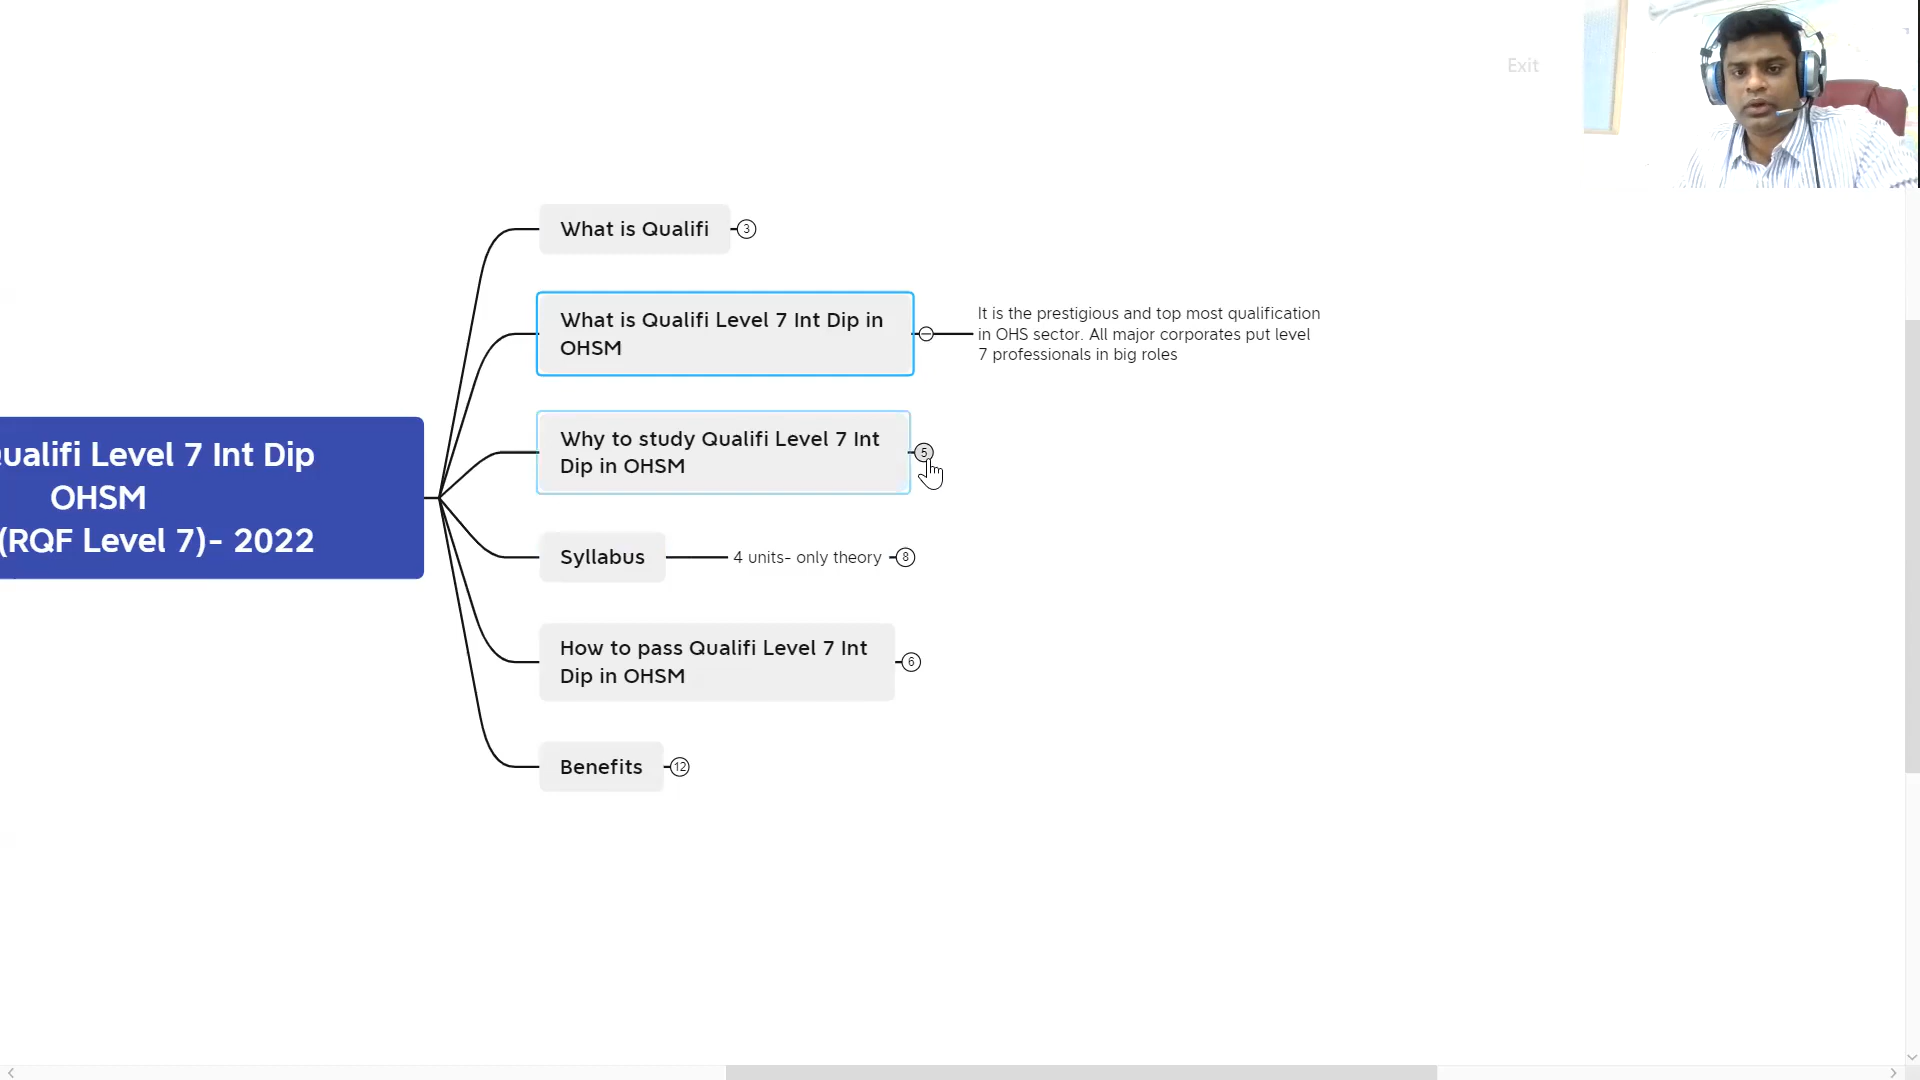 Exit
What is Qualifi
3
What is Qualifi Level 7 Int Dip in
OHSM
It is the prestigious and top most qualification
in OHS sector. All major corporates put level
7 professionals in big roles
ualifi Level 7 Int Dip
OHSM
(RQF Level 7)- 2022
Why to study Qualifi Level 7 Int
Dip in OHSM
5
Syllabus
4 units- only theory
8
How to pass Qualifi Level 7 Int
Dip in OHSM
6
Benefits
12